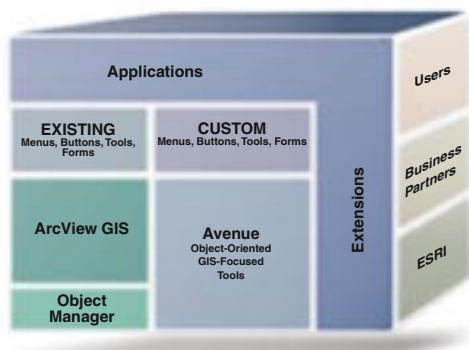 Applications
EXISTING
Menus, Buttons, Tools,
Forms
CUSTOM
Menus, Buttons, Tools, Forms
ArcView GIS
Avenue
Object-Oriented
GIS-Focused
Tools
Object
Manager
Extensions
Users
Business
Partners
ESRI